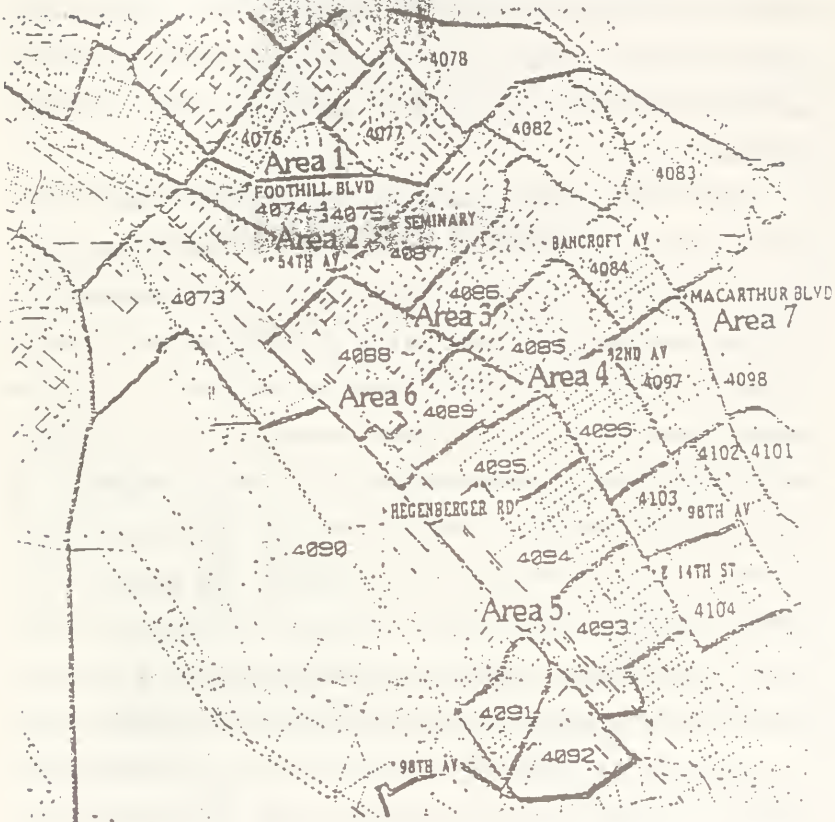 4078
4076
4077
4082
Area 1
4083
FOOTHILL BLVD
4074
4075
SEMINARY
Area 2
54TH AV
4087
BANCROFT AV
4084
4073
4086
MACARTHUR BLVD
Area 3
Area 7
4088
4085
92ND AV
Area 4
4097
4098
Area 6
4089
4096
4102
4101
4095
4103
HEGENBERGER RD
98TH AV
4090
4094
E 14TH ST
Area 5
4093
4104
4091
4092
98TH AV